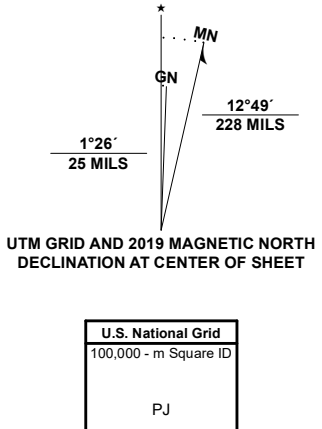 ★
MN
GN
12°49´
228 MILS
1°26´
25 MILS
UTM GRID AND 2019 MAGNETIC NORTH
DECLINATION AT CENTER OF SHEET
U.S. National Grid
100,000 - m Square ID
PJ